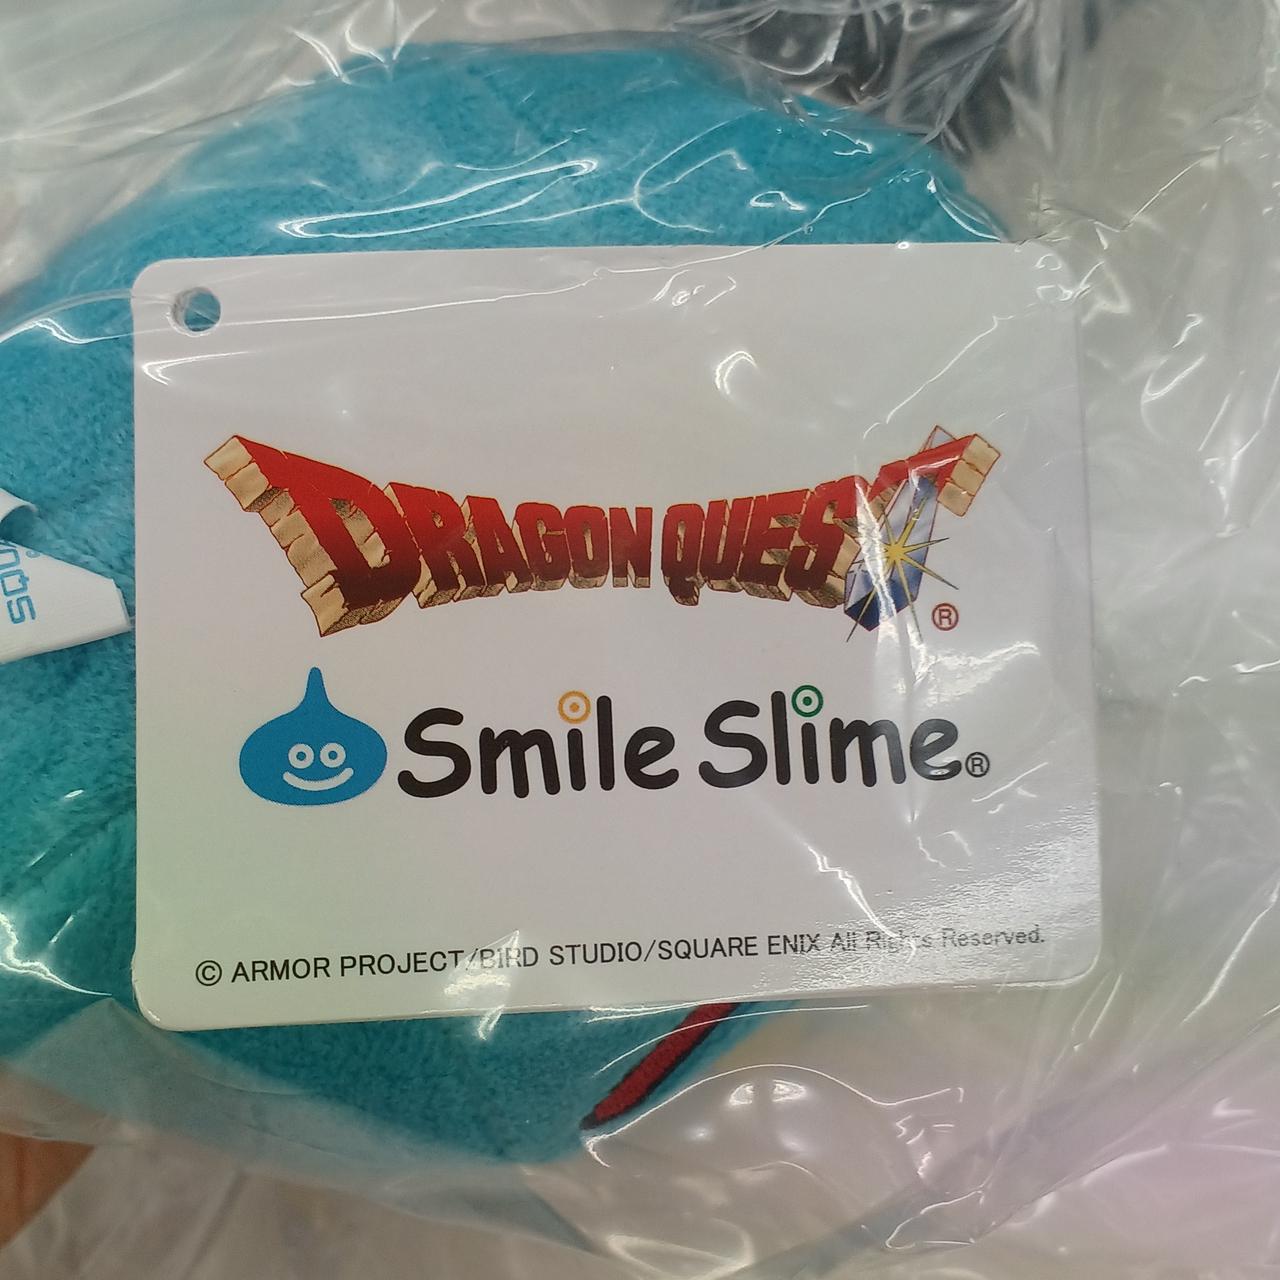 DRAGON QUEST®
Smile Slime®
© ARMOR PROJECT/BIRD STUDIO/SQUARE ENIX All Rights Reserved.